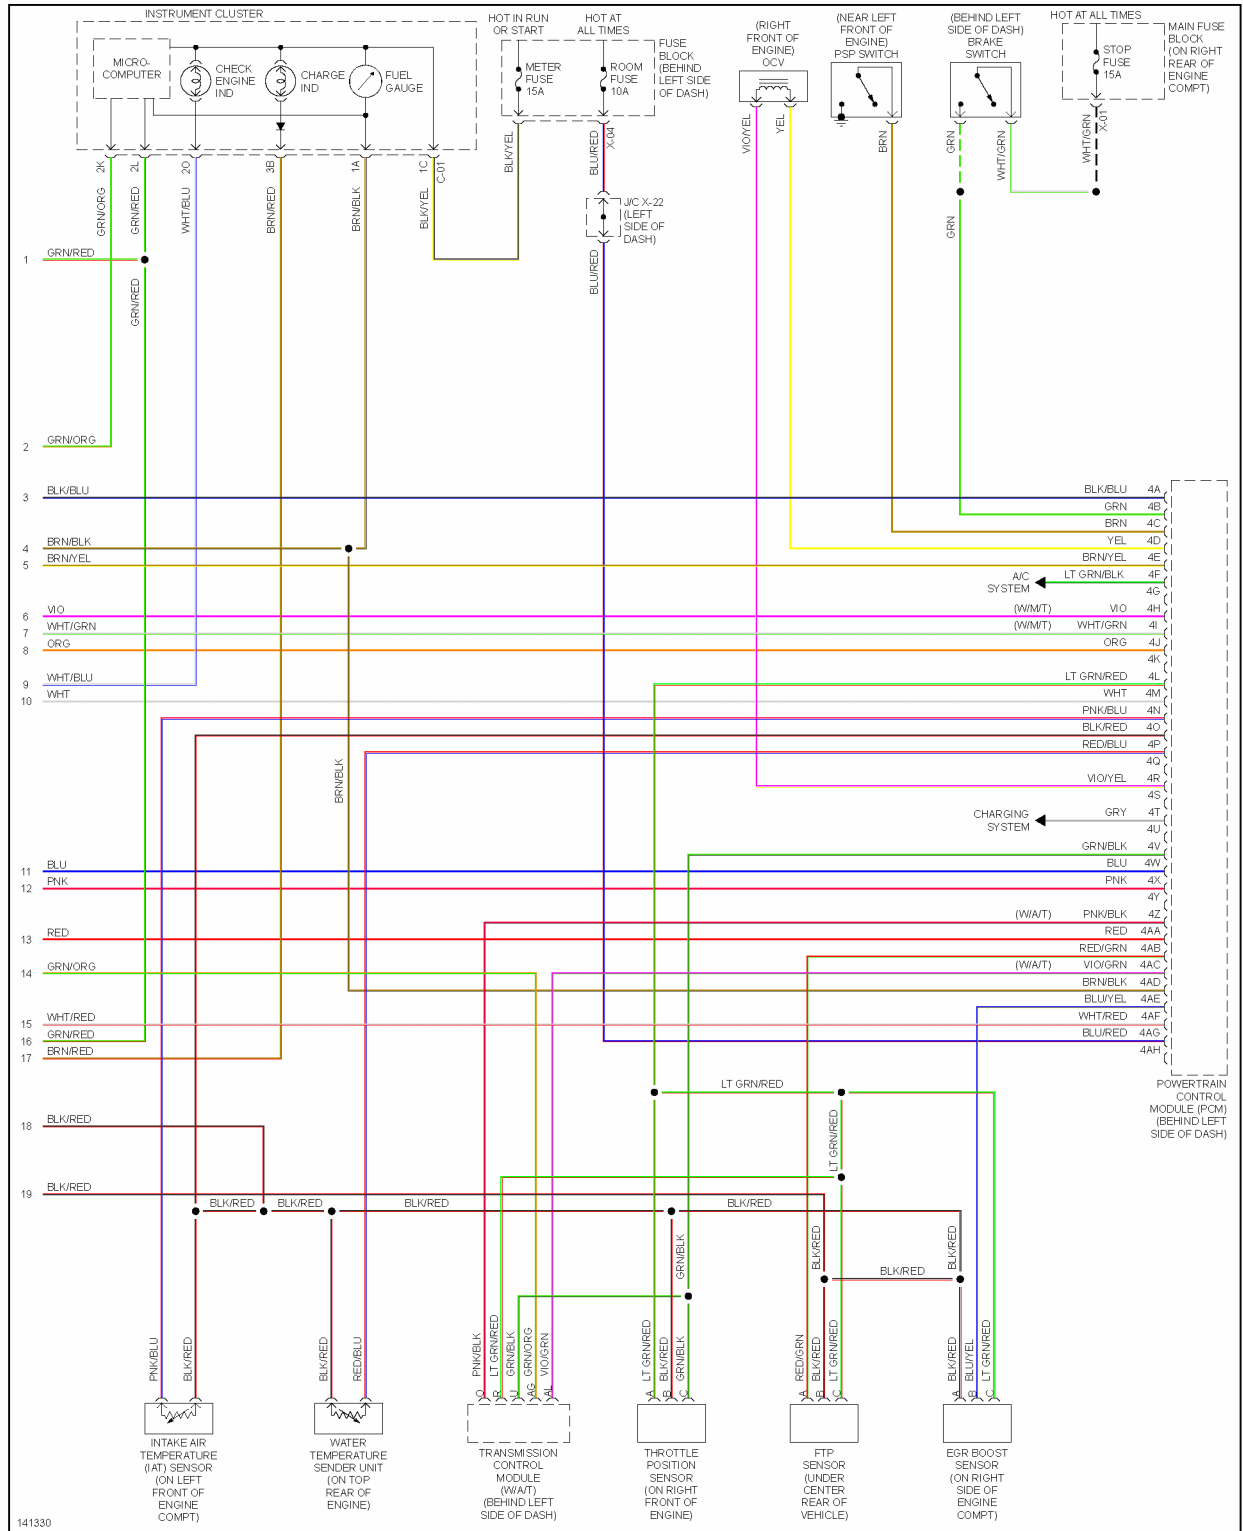 INSTRUMENT CLUSTER
MICRO-
COMPUTER
CHECK
ENGINE
IND
CHARGE
IND
FUEL
GAUGE
HOT IN RUN
OR START
HOT AT
ALL TIMES
METER
FUSE
15A
ROOM
FUSE
10A
FUSE
BLOCK
(BEHIND
LEFT SIDE
OF DASH)
(RIGHT
FRONT OF
ENGINE)
OCV
(NEAR LEFT
FRONT OF
ENGINE)
PSP SWITCH
(BEHIND LEFT
SIDE OF DASH)
BRAKE
SWITCH
HOT AT ALL TIMES
STOP
FUSE
15A
MAIN FUSE
BLOCK
(ON RIGHT
REAR OF
ENGINE
COMPT)
2K
2L
2O
3B
1A
1C
C-01
X-04
X-01
GRN/ORG
GRN/RED
WHT/BLU
BRN/RED
BRN/BLK
BLK/YEL
BLK/YEL
BLU/RED
VIO/YEL
YEL
BRN
GRN
WHT/GRN
WHT/GRN
J/C X-22
(LEFT
SIDE OF
DASH)
GRN
BLU/RED
GRN/RED
1 GRN/RED
2 GRN/ORG
3 BLK/BLU
4 BRN/BLK
5 BRN/YEL
6 VIO
7 WHT/GRN
8 ORG
9 WHT/BLU
10 WHT
11 BLU
12 PNK
13 RED
14 GRN/ORG
15 WHT/RED
16 GRN/RED
17 BRN/RED
18 BLK/RED
19 BLK/RED
BRN/BLK
BLK/BLU 4A
GRN 4B
BRN 4C
YEL 4D
BRN/YEL 4E
A/C
SYSTEM
LT GRN/BLK 4F
4G
(W/M/T) VIO 4H
(W/M/T) WHT/GRN 4I
ORG 4J
4K
LT GRN/RED 4L
WHT 4M
PNK/BLU 4N
BLK/RED 4O
RED/BLU 4P
4Q
VIO/YEL 4R
4S
CHARGING
SYSTEM
GRY 4T
4U
GRN/BLK 4V
BLU 4W
PNK 4X
4Y
(W/A/T) PNK/BLK 4Z
RED 4AA
RED/GRN 4AB
(W/A/T) VIO/GRN 4AC
BRN/BLK 4AD
BLU/YEL 4AE
WHT/RED 4AF
BLU/RED 4AG
4AH
POWERTRAIN
CONTROL
MODULE (PCM)
(BEHIND LEFT
SIDE OF DASH)
LT GRN/RED
LT GRN/RED
BLK/RED
BLK/RED
BLK/RED
BLK/RED
GRN/BLK
BLK/RED
BLK/RED
BLK/RED
PNK/BLU
BLK/RED
BLK/RED
RED/BLU
PNK/BLK
LT GRN/RED
GRN/BLK
GRN/ORG
VIO/GRN
LT GRN/RED
BLK/RED
GRN/BLK
RED/GRN
BLK/RED
LT GRN/RED
BLK/RED
BLU/YEL
LT GRN/RED
O
R
U
AG
AL
A
B
C
A
B
C
A
B
C
INTAKE AIR
TEMPERATURE
(IAT) SENSOR
(ON LEFT
FRONT OF
ENGINE
COMPT)
WATER
TEMPERATURE
SENDER UNIT
(ON TOP
REAR OF
ENGINE)
TRANSMISSION
CONTROL
MODULE
(W/A/T)
(BEHIND LEFT
SIDE OF DASH)
THROTTLE
POSITION
SENSOR
(ON RIGHT
FRONT OF
ENGINE)
FTP
SENSOR
(UNDER
CENTER
REAR OF
VEHICLE)
EGR BOOST
SENSOR
(ON RIGHT
SIDE OF
ENGINE
COMPT)
141330